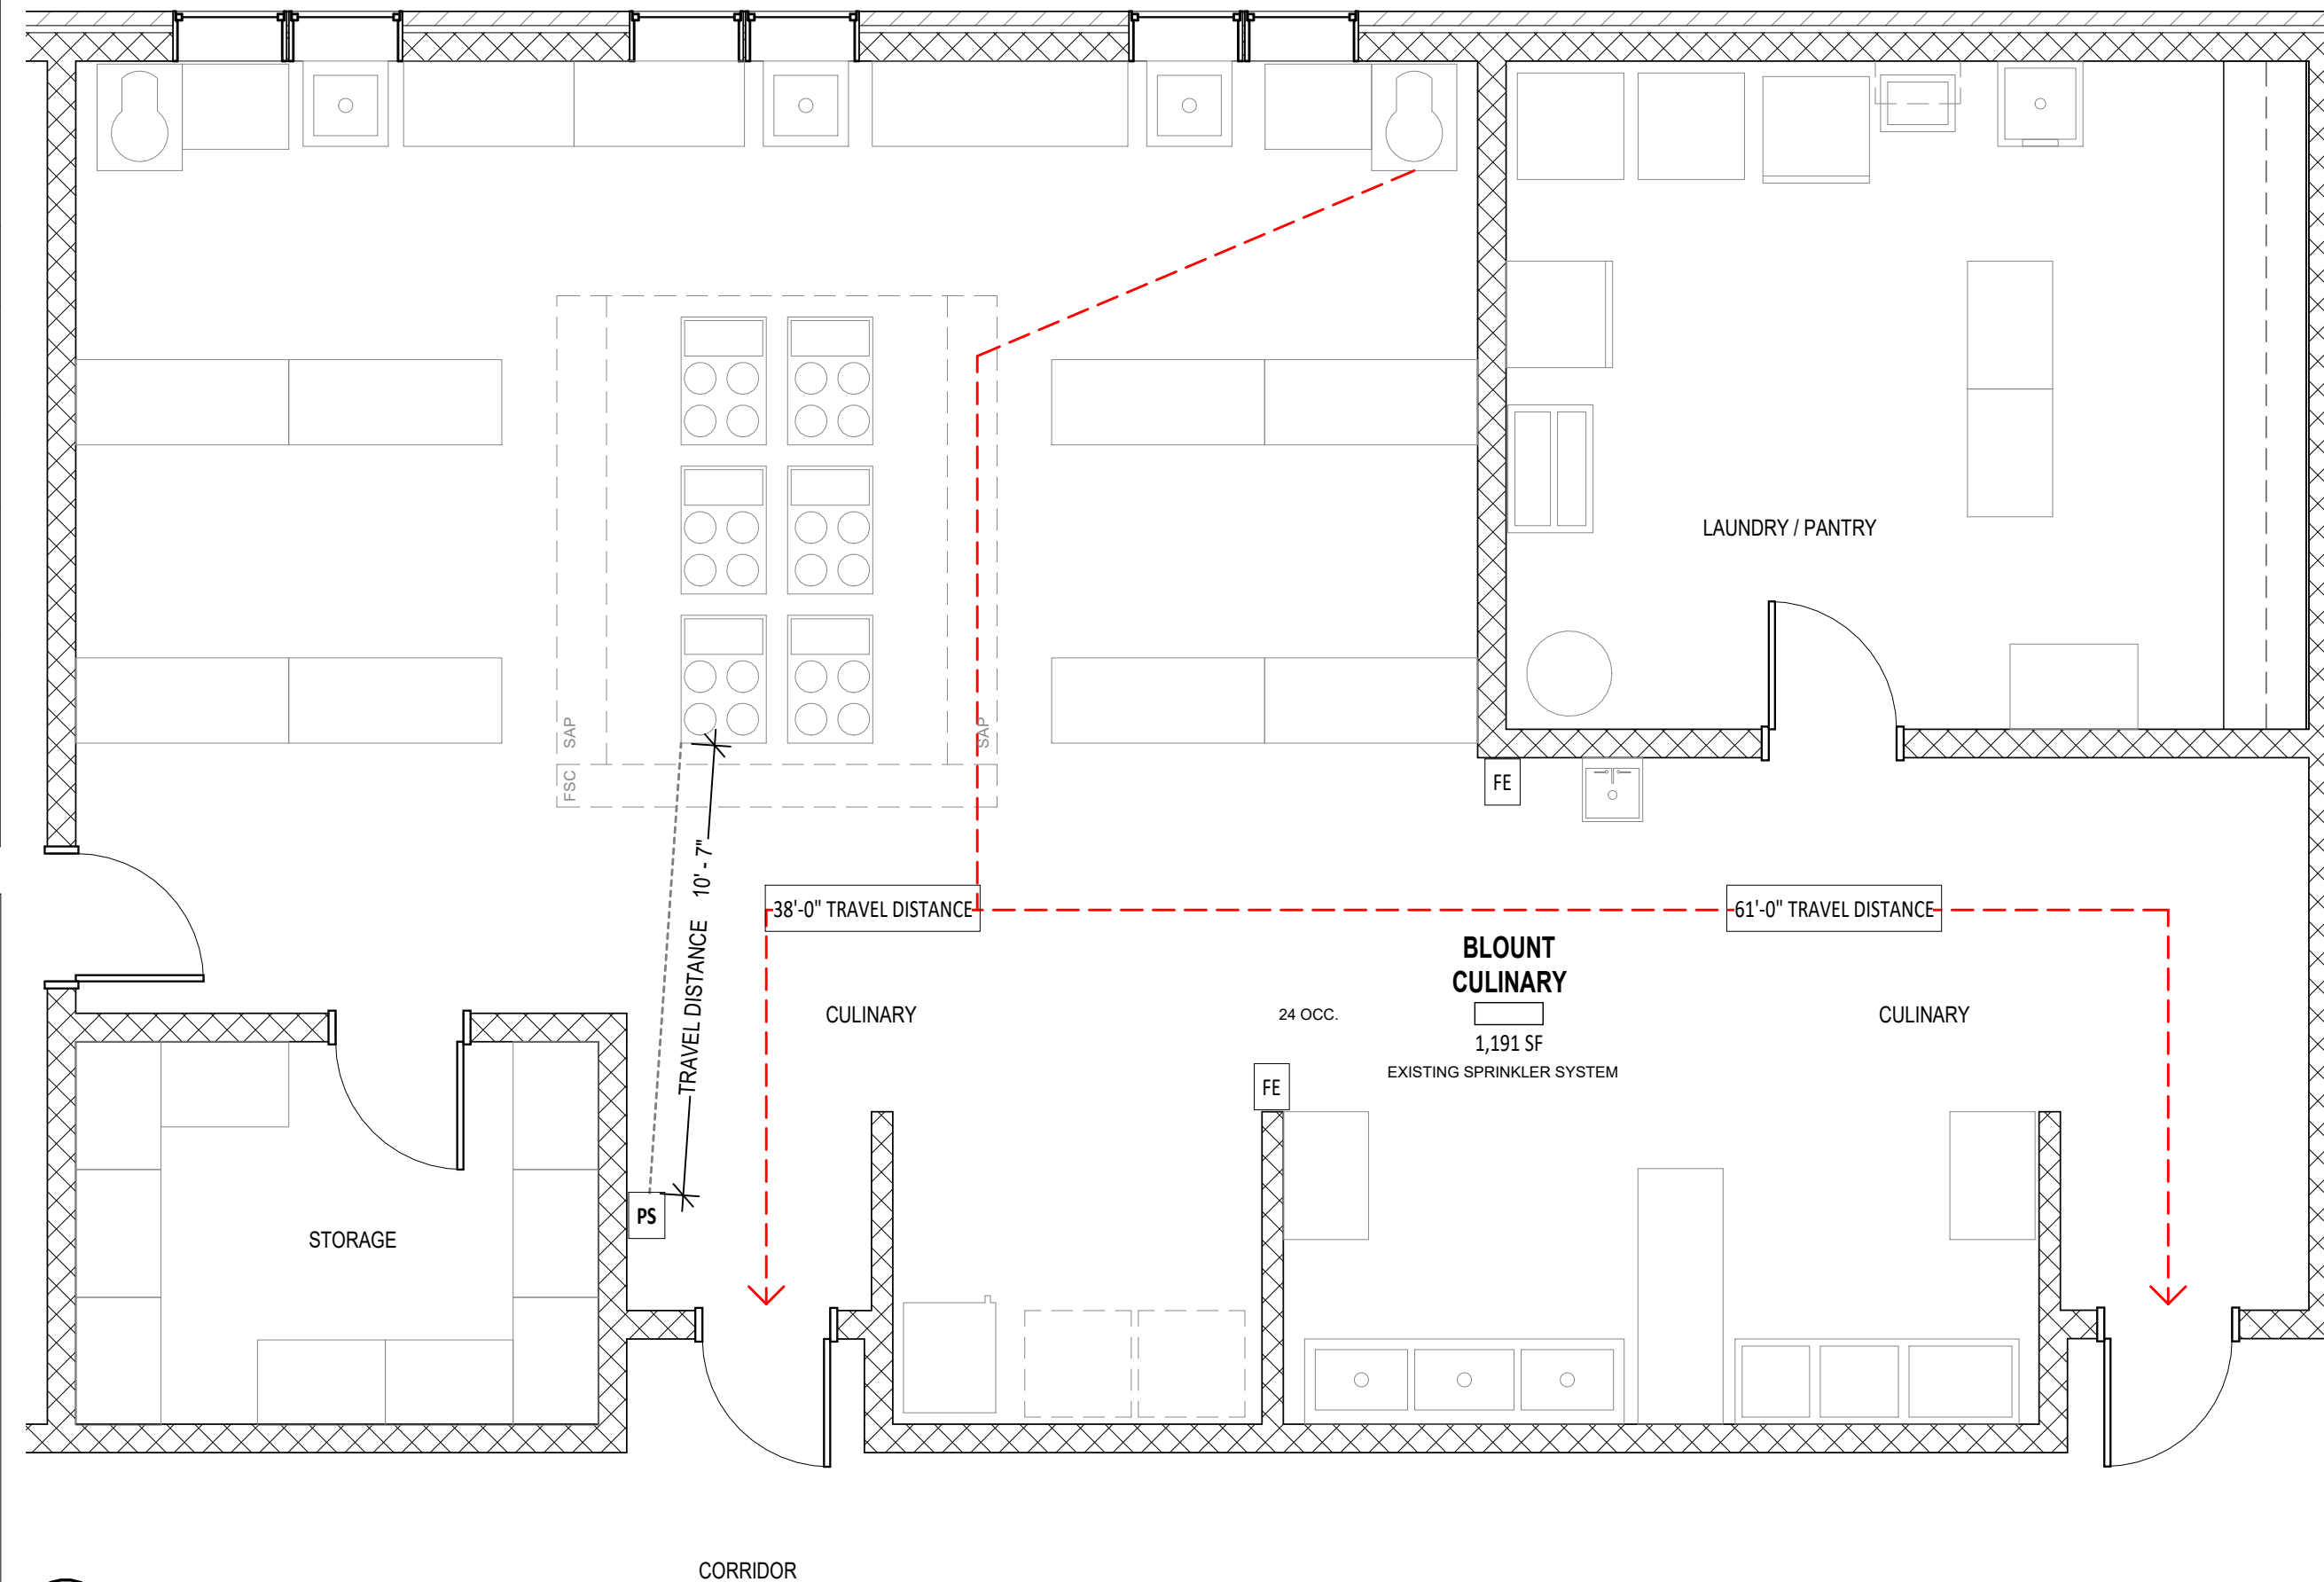 LAUNDRY / PANTRY
SAP
SAP
FSC
FE
TRAVEL DISTANCE 10' - 7"
38'-0" TRAVEL DISTANCE
61'-0" TRAVEL DISTANCE
BLOUNT
CULINARY
CULINARY
24 OCC.
CULINARY
1,191 SF
EXISTING SPRINKLER SYSTEM
FE
PS
STORAGE
CORRIDOR